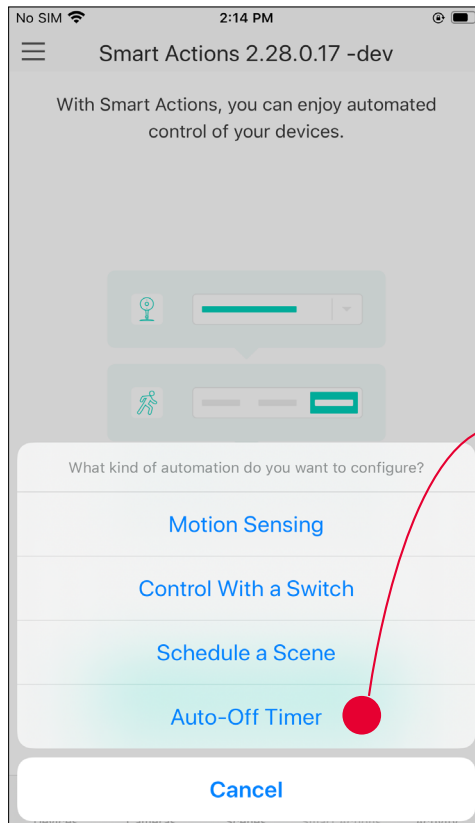 No SIM 2:14 PM
Smart Actions 2.28.0.17 -dev
With Smart Actions, you can enjoy automated
control of your devices.
What kind of automation do you want to configure?
Motion Sensing
Control With a Switch
Schedule a Scene
Auto-Off Timer
Cancel